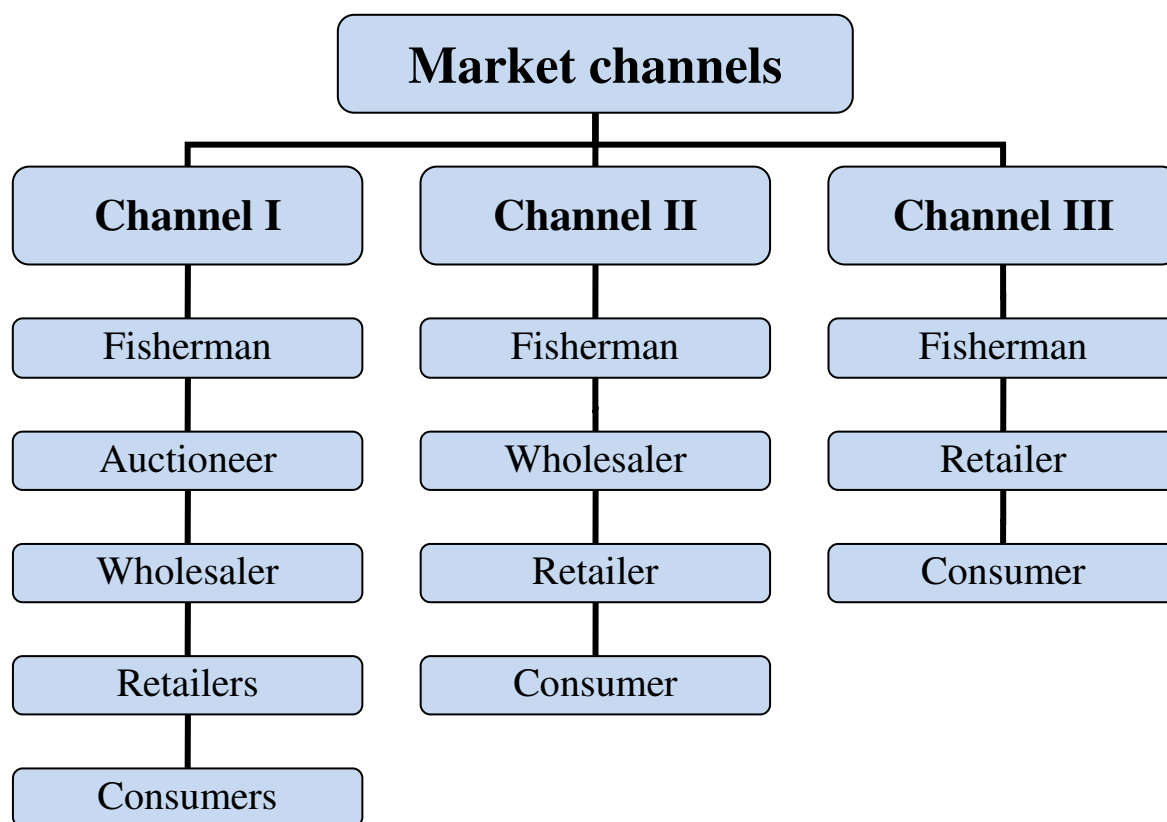 Market channels
Channel I
Fisherman
Auctioneer
Wholesaler
Retailers
Consumers
Channel II
Fisherman
Wholesaler
Retailer
Consumer
Channel III
Fisherman
Retailer
Consumer